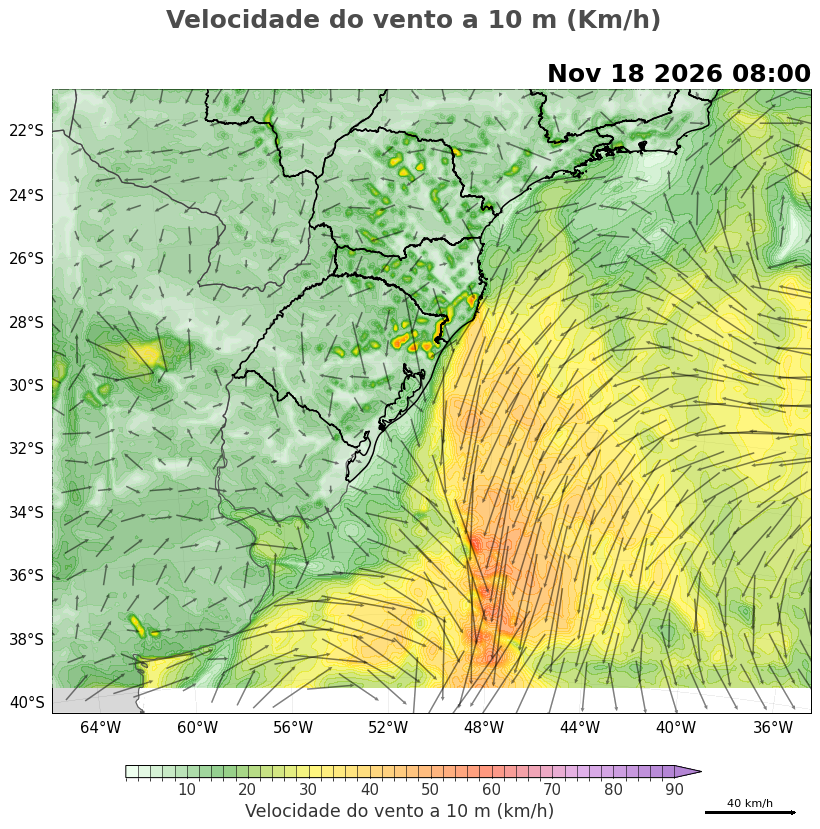 Velocidade do vento a 10 m (Km/h)
Nov 18 2026 08:00
22°S
24°S
26°S
28°S
30°S
32°S
34°S
36°S
38°S
40°S
64°W 60°W 56°W 52°W 48°W 44°W 40°W 36°W
10 20 30 40 50 60 70 80 90
Velocidade do vento a 10 m (km/h)
40 km/h